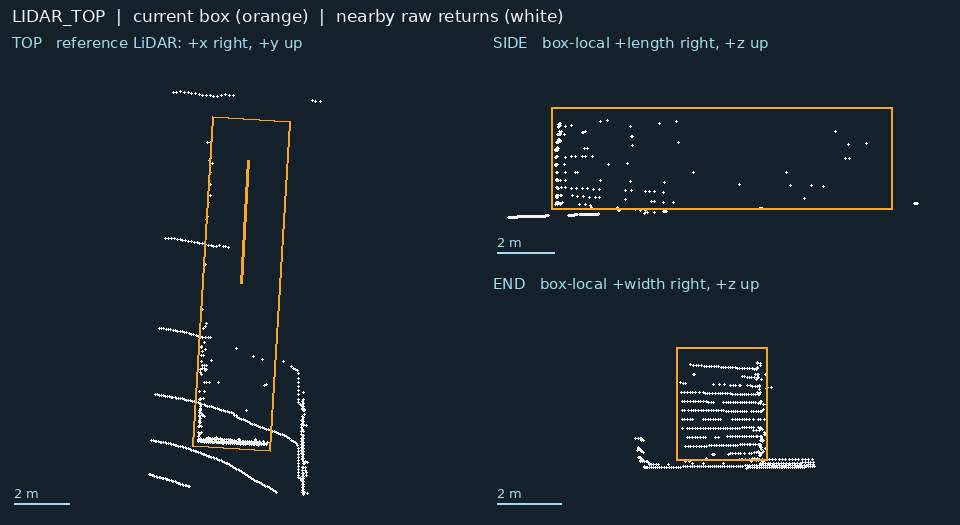 LIDAR_TOP | current box (orange) | nearby raw returns (white)
TOP reference LiDAR: +x right, +y up
SIDE box-local +length right, +z up
2 m
END box-local +width right, +z up
2 m
2 m